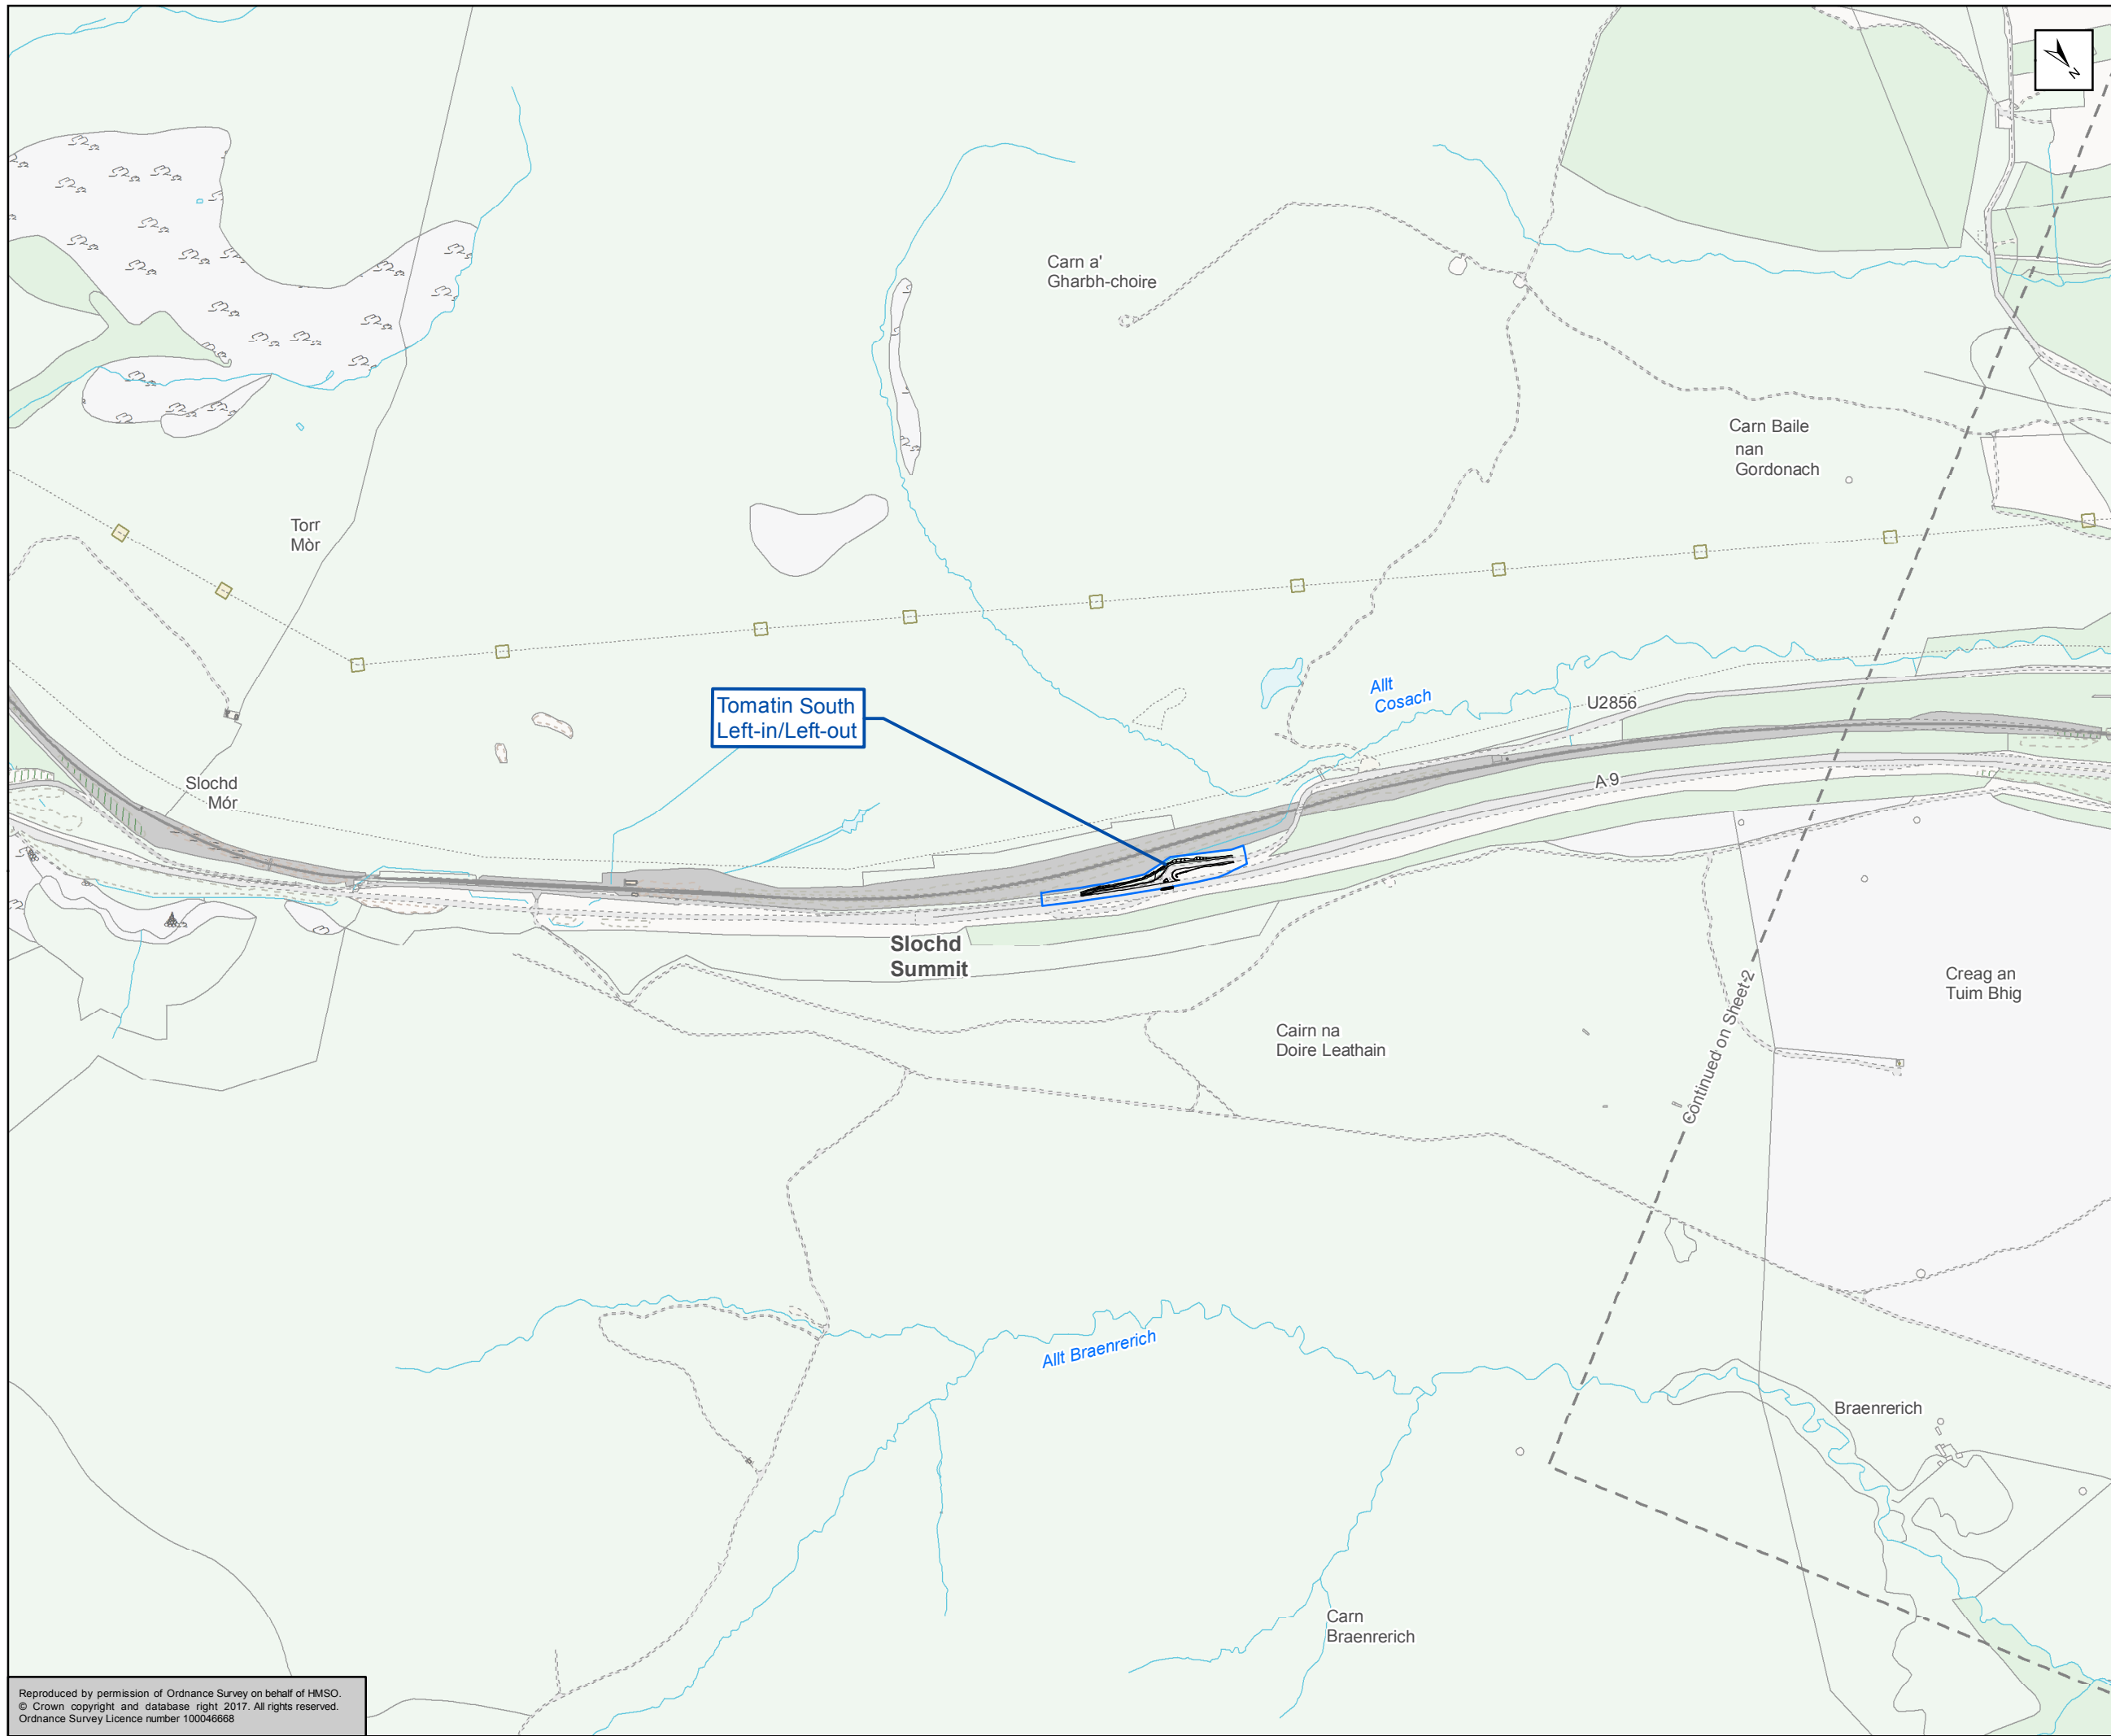 N
Carn a'
Gharbh-choire
Carn Baile
nan
Gordonach
Torr
Mòr
Allt
Cosach
U2856
Tomatin South
Left-in/Left-out
Slochd
Mór
A 9
Slochd
Summit
Creag an
Tuim Bhig
Continued on Sheet 2
Cairn na
Doire Leathain
Allt Braenrerich
Braenrerich
Carn
Braenrerich
Reproduced by permission of Ordnance Survey on behalf of HMSO.
© Crown copyright and database right 2017. All rights reserved.
Ordnance Survey Licence number 100046668